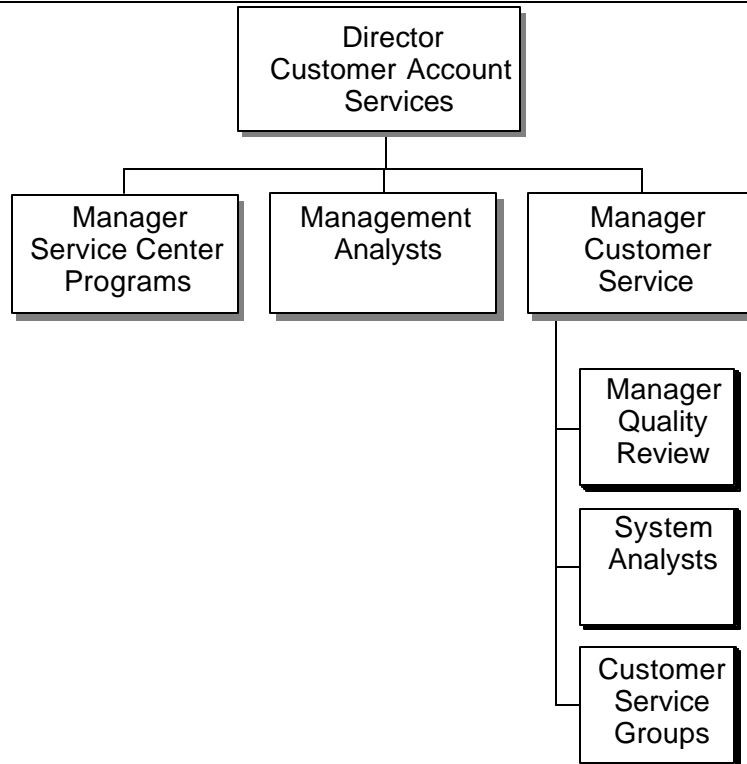 Director
Customer Account
Services
Manager
Service Center
Programs
Management
Analysts
Manager
Customer
Service
Manager
Quality
Review
System
Analysts
Customer
Service
Groups